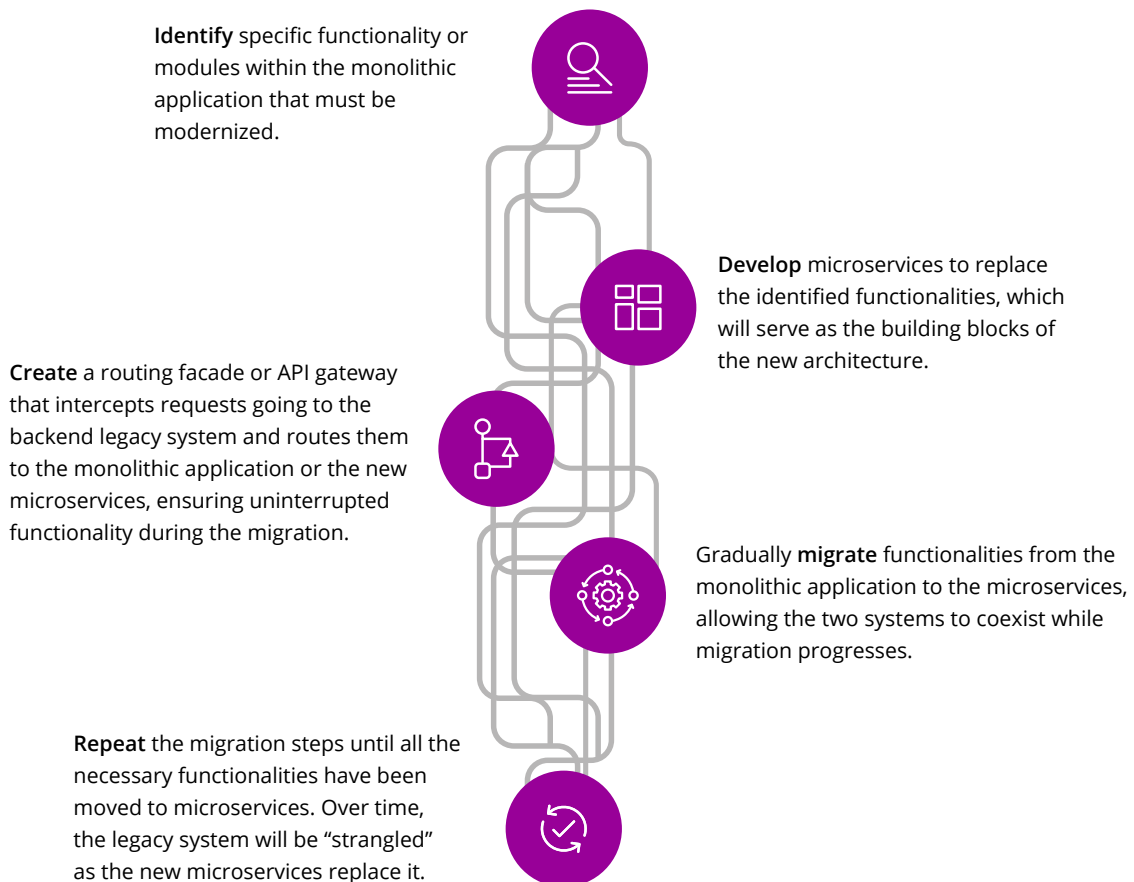 Identify specific functionality or
modules within the monolithic
application that must be
modernized.
Develop microservices to replace
the identified functionalities, which
will serve as the building blocks of
the new architecture.
Create a routing facade or API gateway
that intercepts requests going to the
backend legacy system and routes them
to the monolithic application or the new
microservices, ensuring uninterrupted
functionality during the migration.
Gradually migrate functionalities from the
monolithic application to the microservices,
allowing the two systems to coexist while
migration progresses.
Repeat the migration steps until all the
necessary functionalities have been
moved to microservices. Over time,
the legacy system will be “strangled”
as the new microservices replace it.